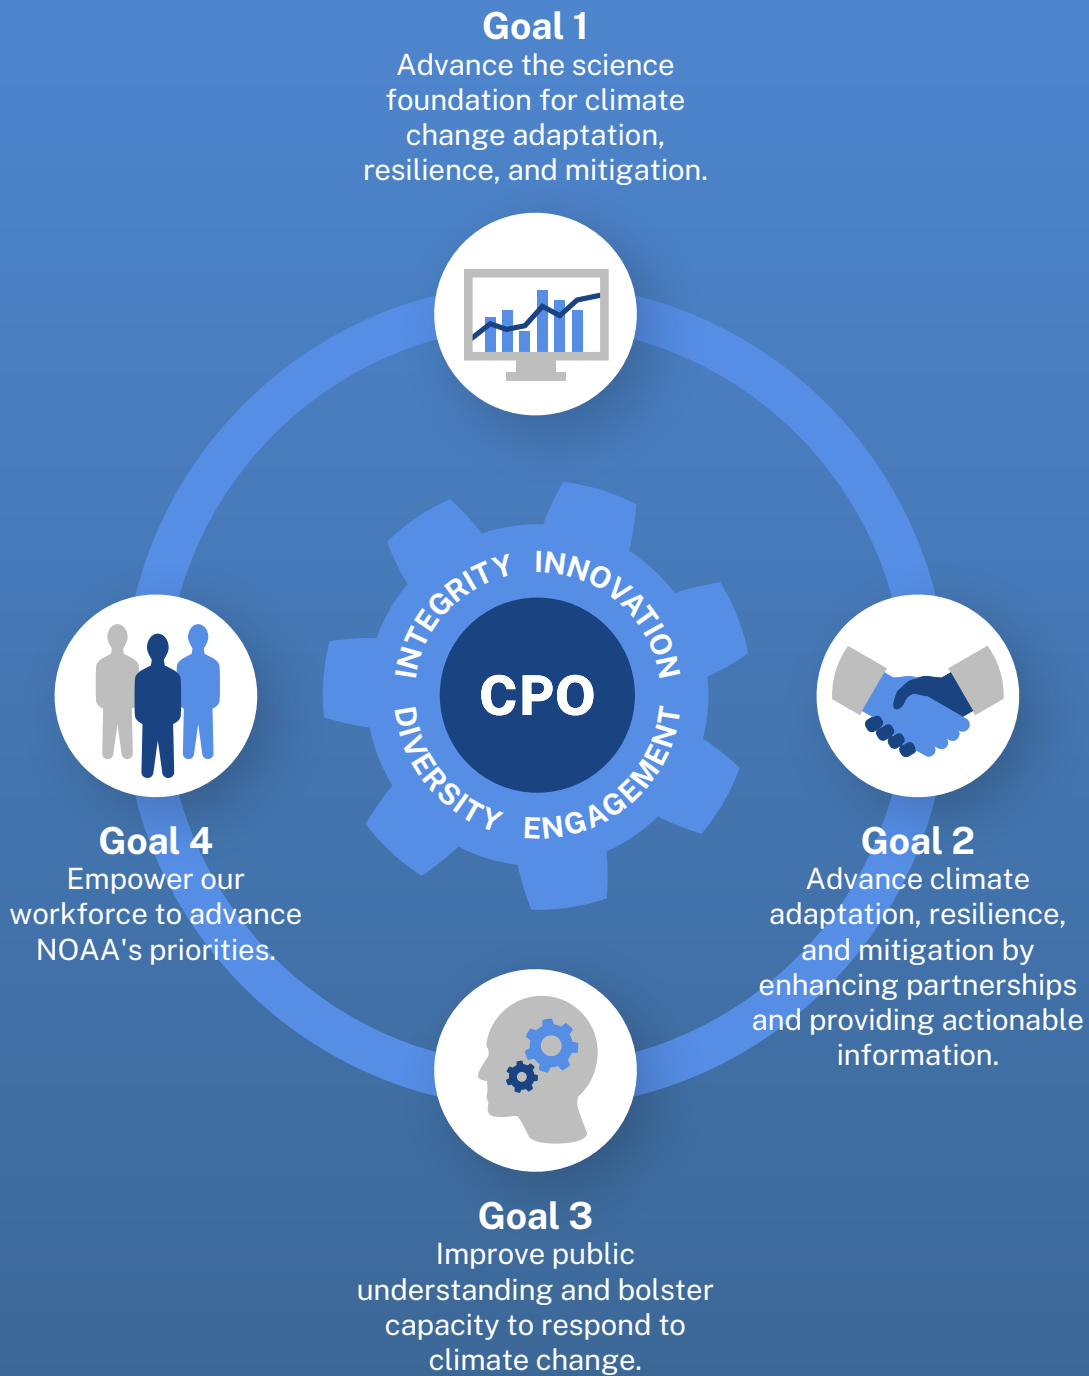 Goal 1
Advance the science
foundation for climate
change adaptation,
resilience, and mitigation.
INTEGRITY INNOVATION
CPO
DIVERSITY ENGAGEMENT
Goal 4
Empower our
workforce to advance
NOAA's priorities.
Goal 2
Advance climate
adaptation, resilience,
and mitigation by
enhancing partnerships
and providing actionable
information.
Goal 3
Improve public
understanding and bolster
capacity to respond to
climate change.